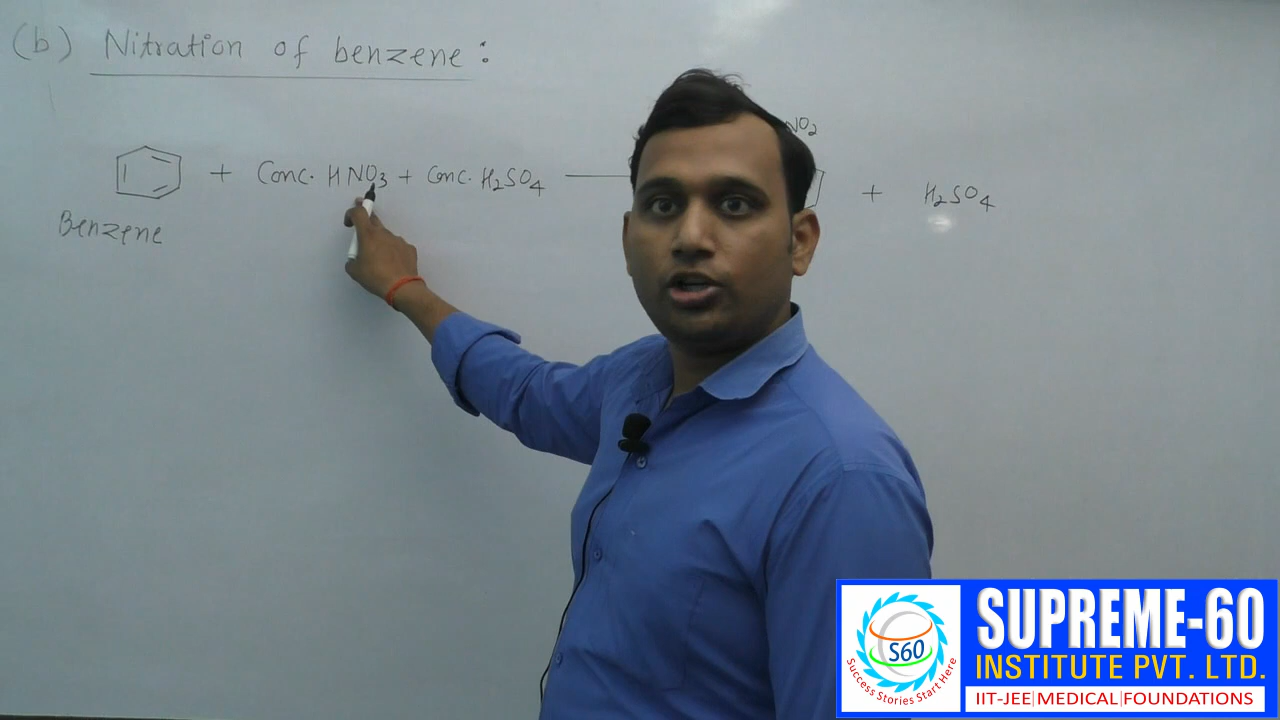 (b) Nitration of benzene:
NO2
+ Conc. HNO3 + Conc. H2SO4 + H2SO4
Benzene
S60
Success Stories Start Here
SUPREME-60
INSTITUTE PVT. LTD.
IIT-JEE|MEDICAL|FOUNDATIONS